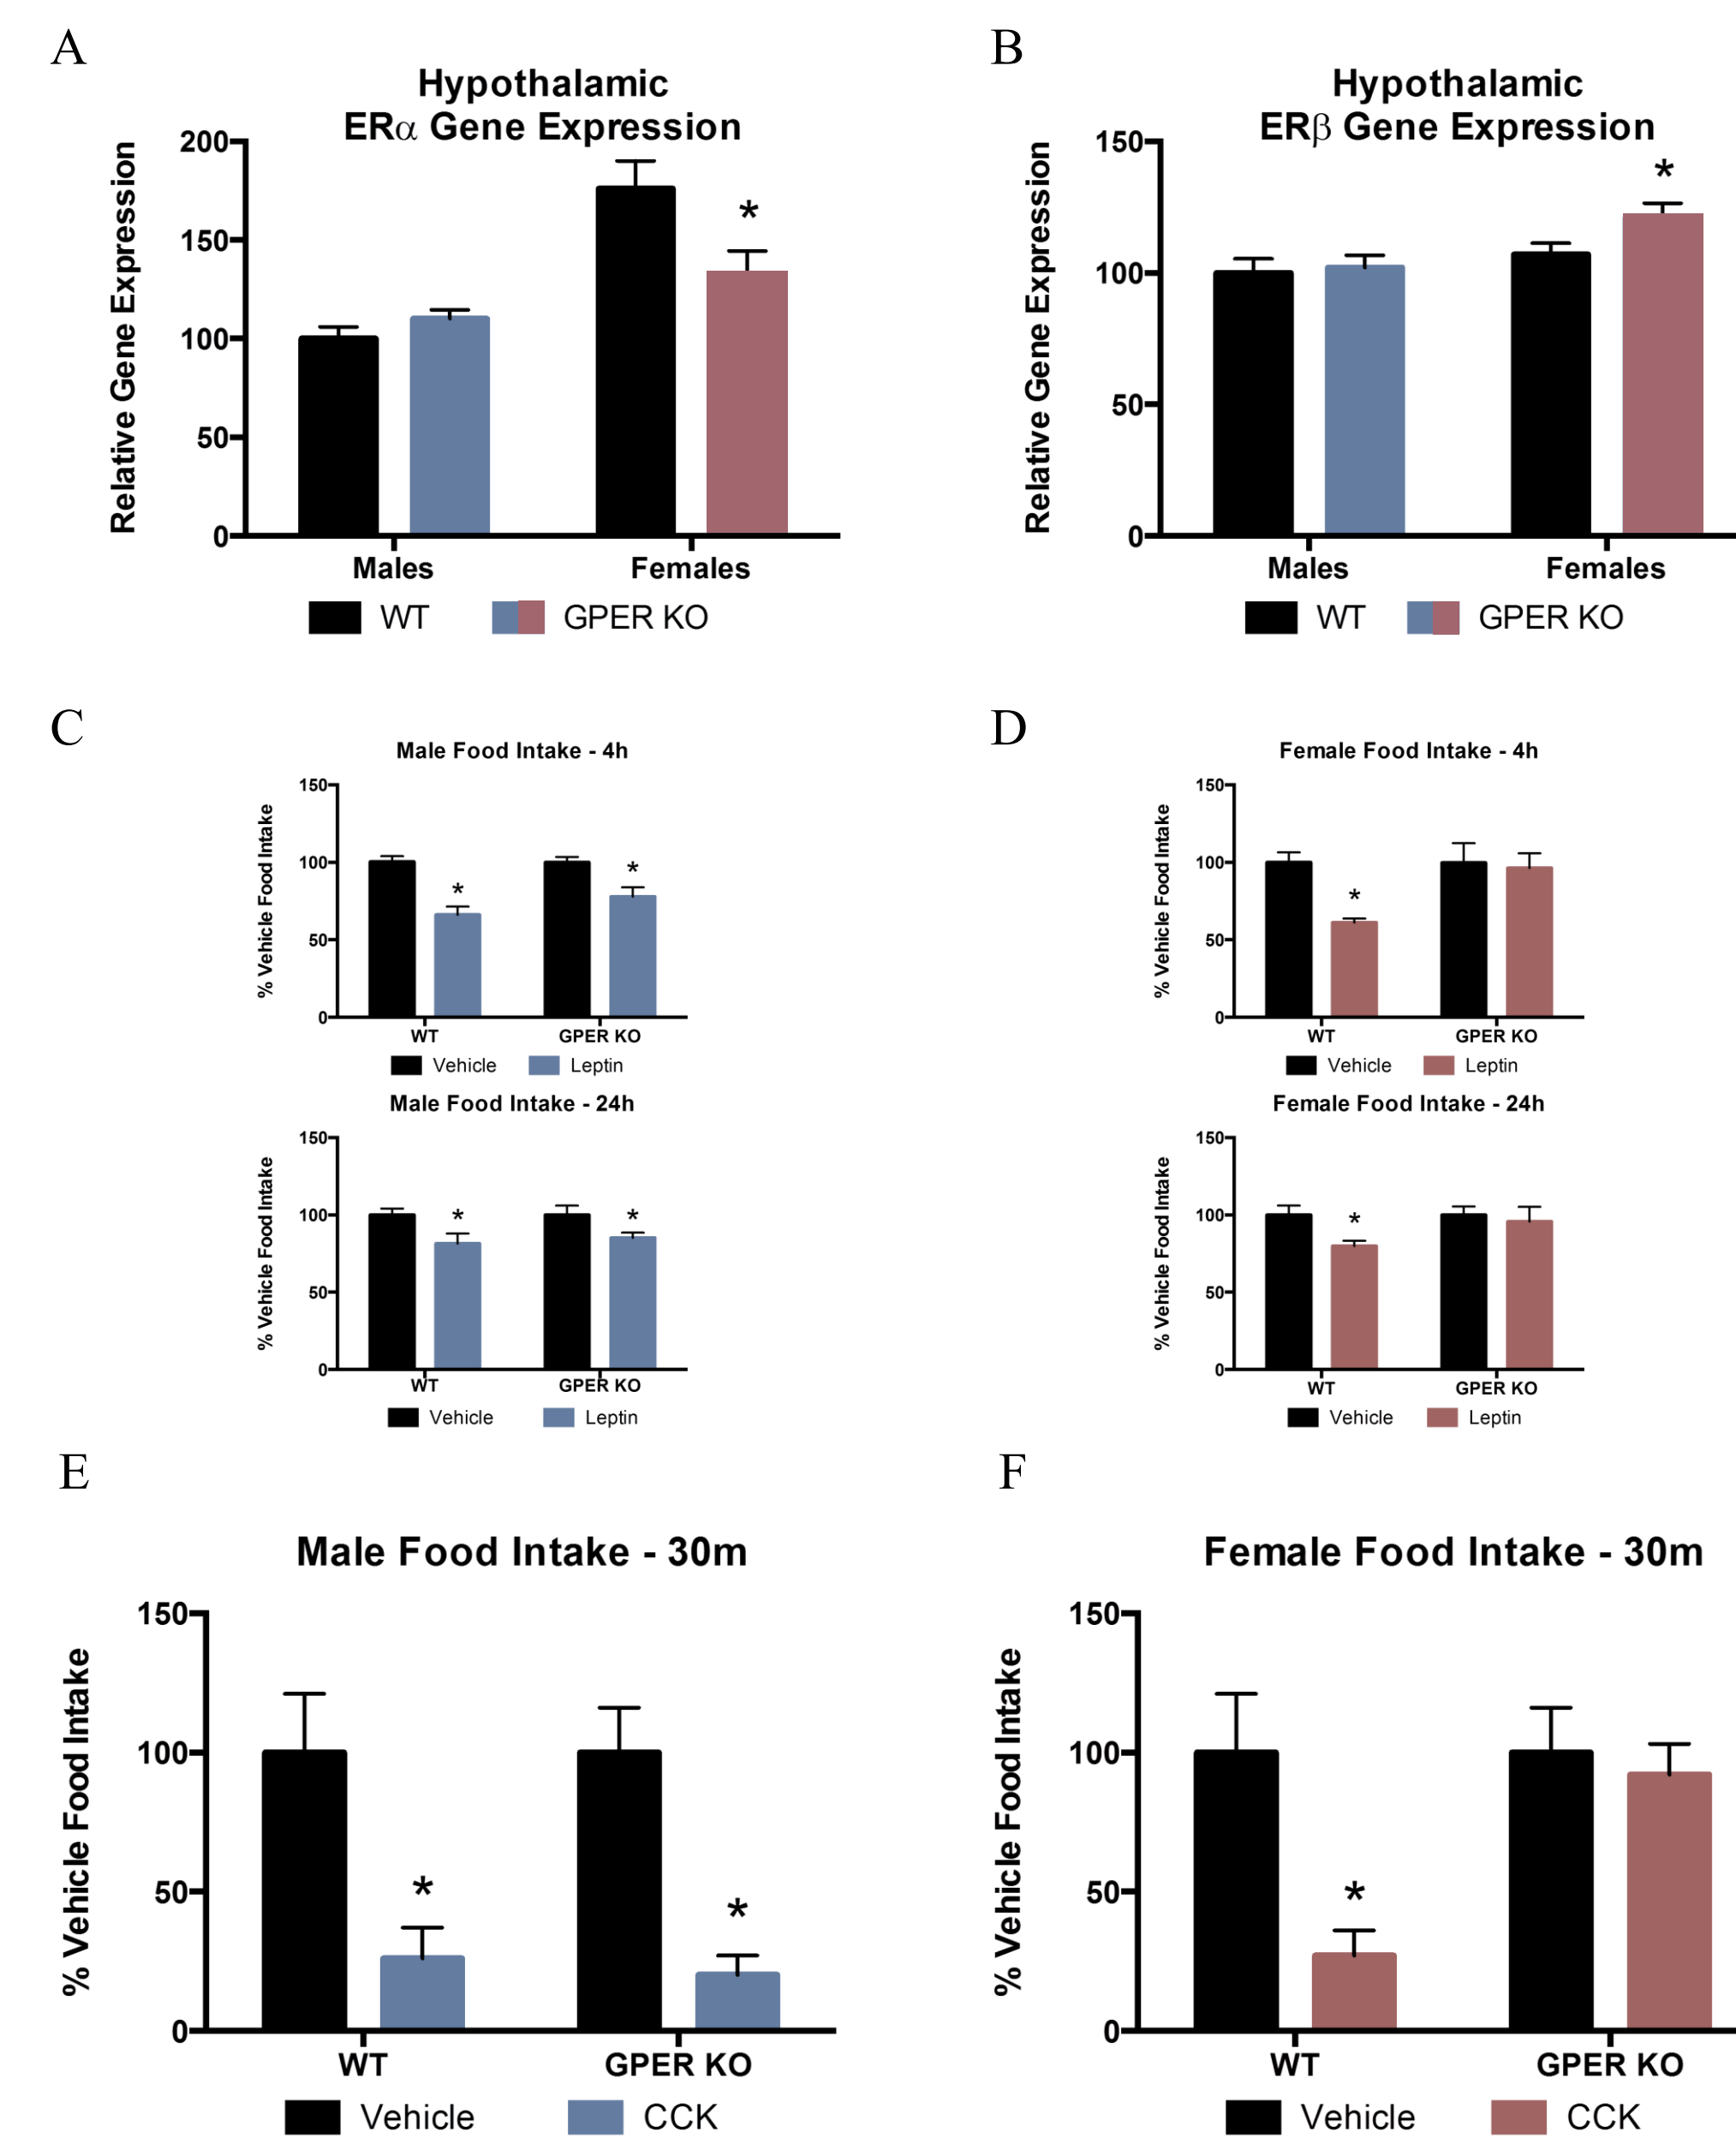 A
Hypothalamic
ERα Gene Expression
Relative Gene Expression
200
150
100
50
0
Males
Females
WT
GPER KO
*
B
Hypothalamic
ERβ Gene Expression
Relative Gene Expression
150
100
50
0
Males
Females
WT
GPER KO
*
C
Male Food Intake - 4h
% Vehicle Food Intake
150
100
50
0
* *
WT
GPER KO
Vehicle
Leptin
Male Food Intake - 24h
% Vehicle Food Intake
150
100
50
0
* *
WT
GPER KO
Vehicle
Leptin
D
Female Food Intake - 4h
% Vehicle Food Intake
150
100
50
0
*
WT
GPER KO
Vehicle
Leptin
Female Food Intake - 24h
% Vehicle Food Intake
150
100
50
0
*
WT
GPER KO
Vehicle
Leptin
E
Male Food Intake - 30m
% Vehicle Food Intake
150
100
50
0
* *
WT
GPER KO
Vehicle
CCK
F
Female Food Intake - 30m
% Vehicle Food Intake
150
100
50
0
*
WT
GPER KO
Vehicle
CCK